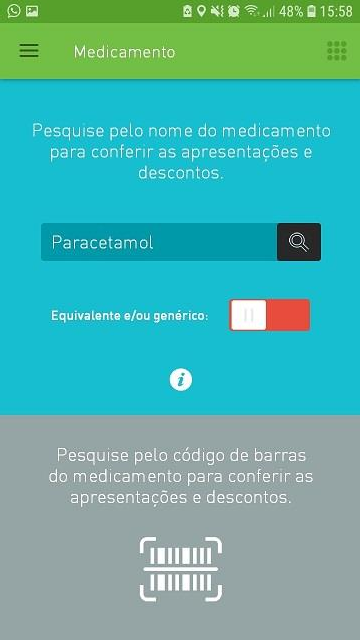 48% 15:58
Medicamento
Pesquise pelo nome do medicamento
para conferir as apresentações e
descontos.
Paracetamol
Equivalente e/ou genérico:
i
Pesquise pelo código de barras
do medicamento para conferir as
apresentações e descontos.